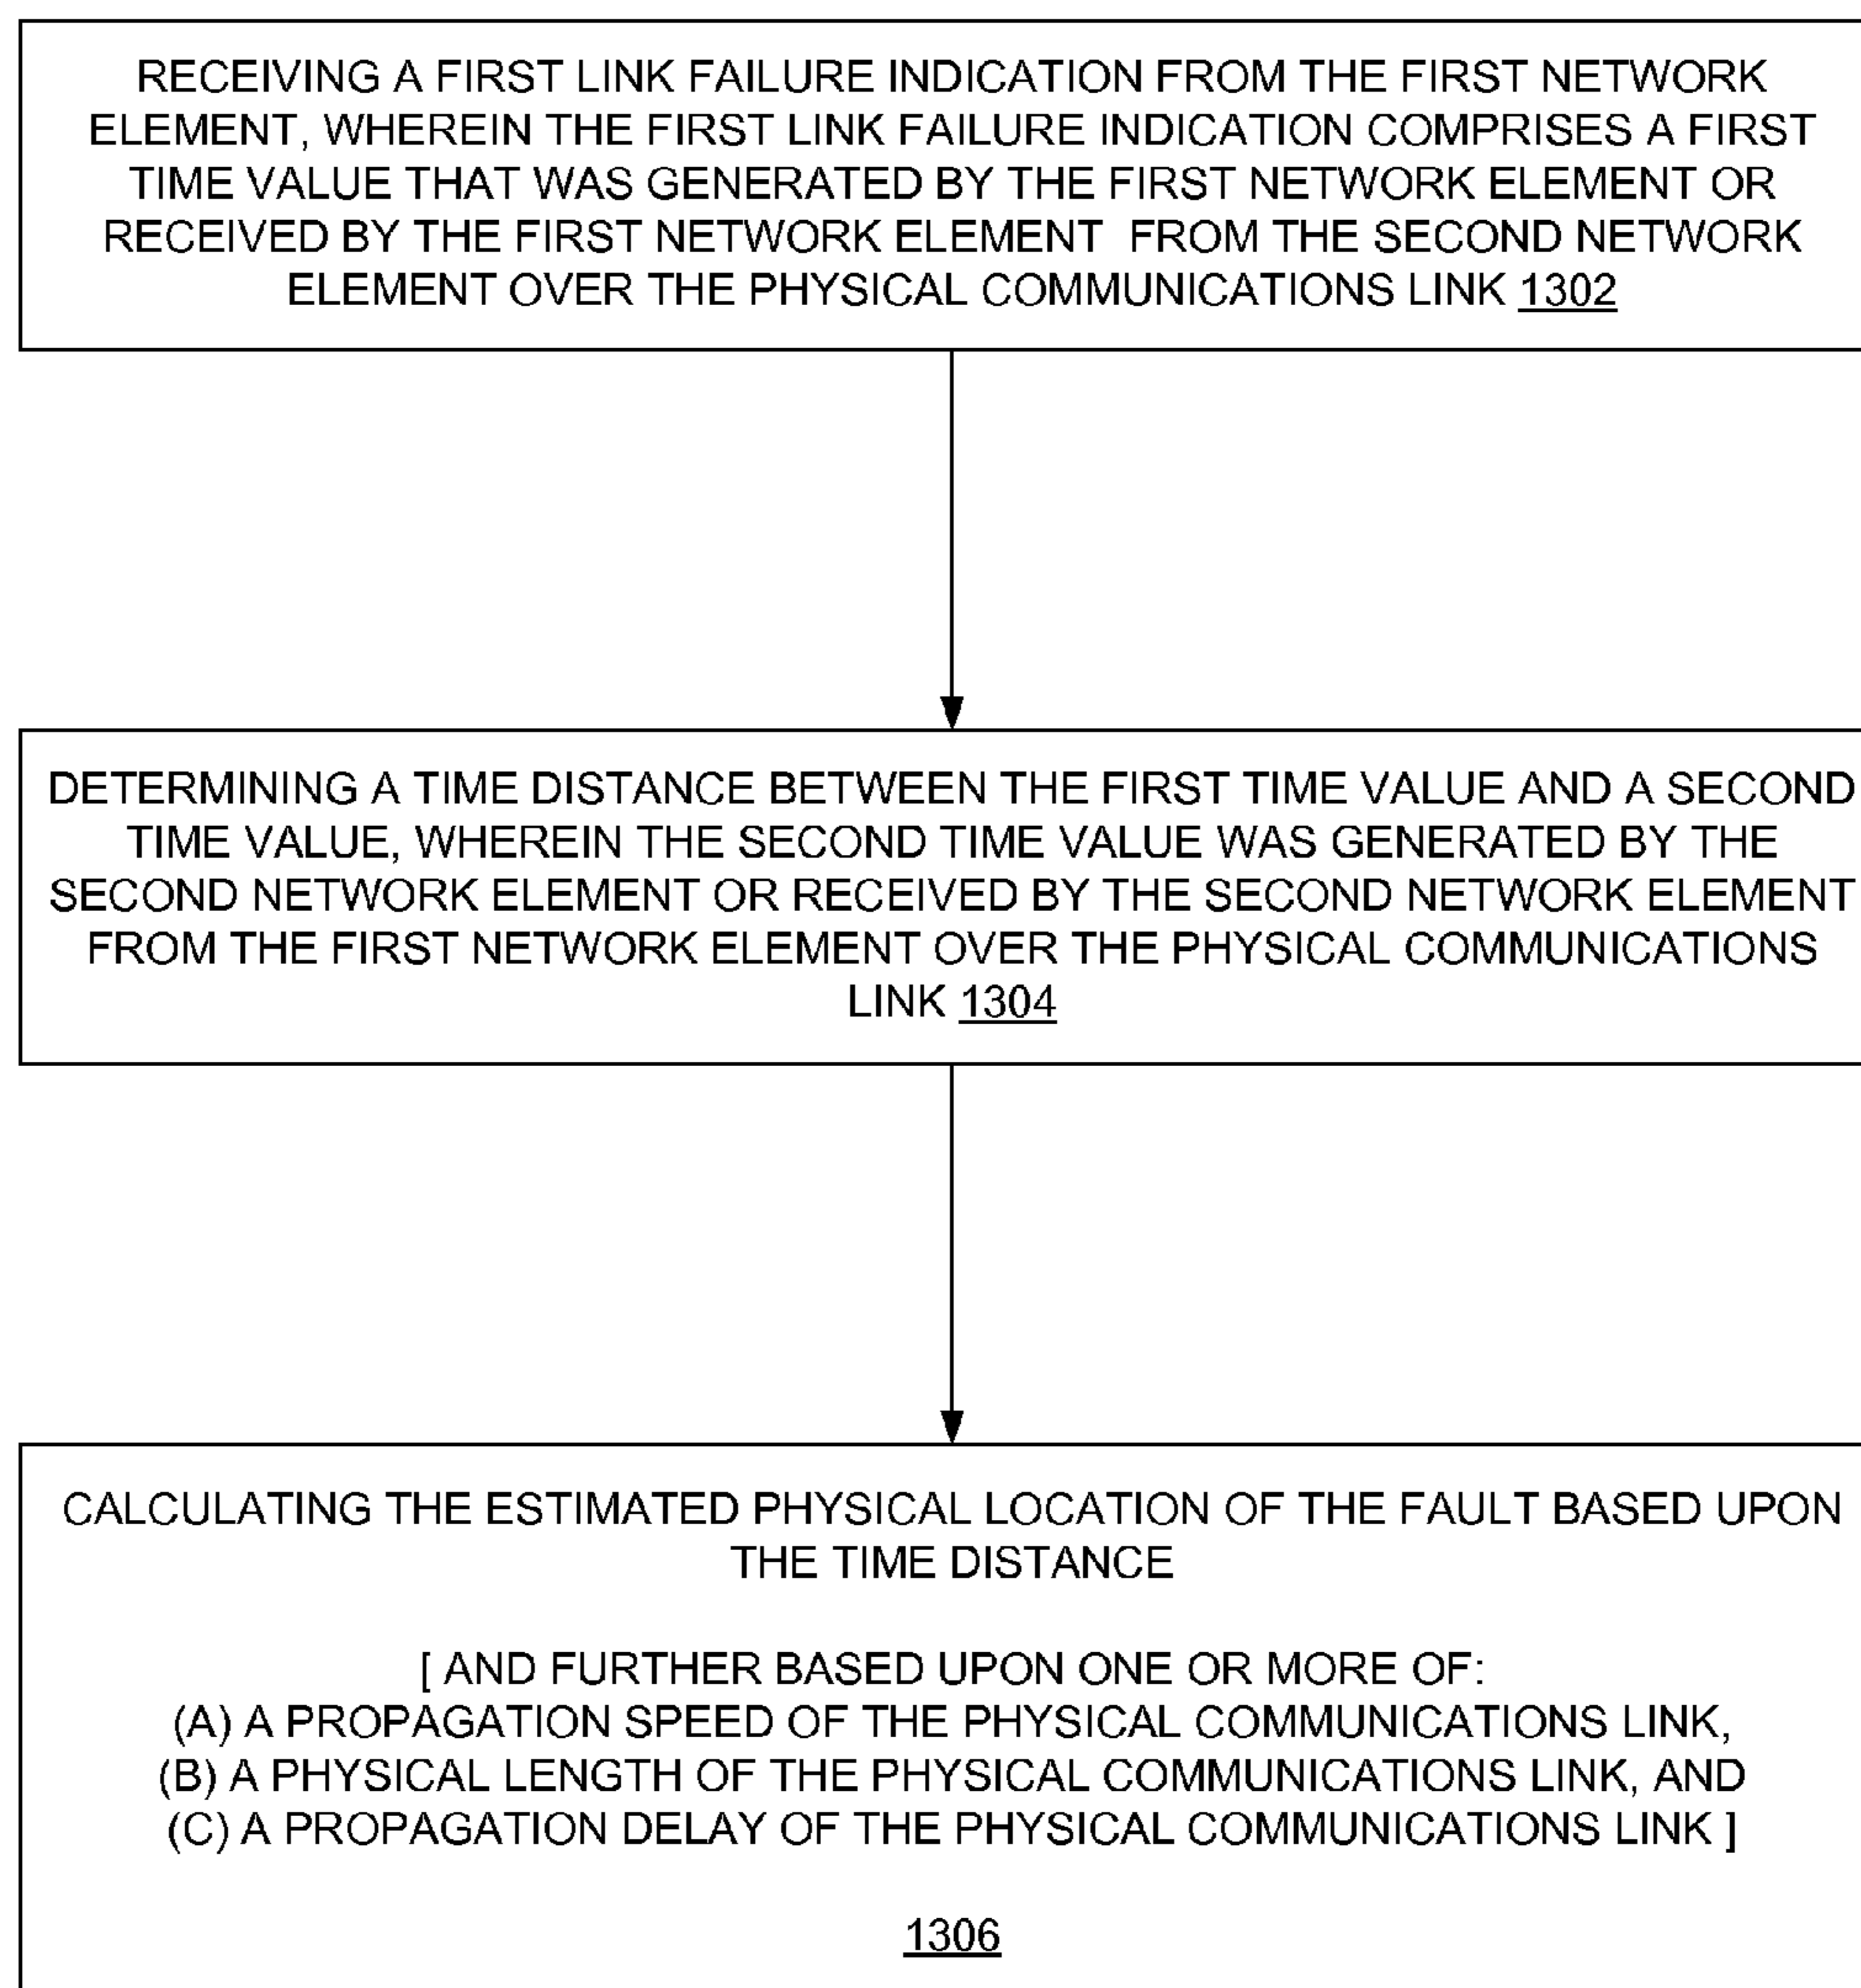 RECEIVING A FIRST LINK FAILURE INDICATION FROM THE FIRST NETWORK
ELEMENT, WHEREIN THE FIRST LINK FAILURE INDICATION COMPRISES A FIRST
TIME VALUE THAT WAS GENERATED BY THE FIRST NETWORK ELEMENT OR
RECEIVED BY THE FIRST NETWORK ELEMENT FROM THE SECOND NETWORK
ELEMENT OVER THE PHYSICAL COMMUNICATIONS LINK 1302
DETERMINING A TIME DISTANCE BETWEEN THE FIRST TIME VALUE AND A SECOND
TIME VALUE, WHEREIN THE SECOND TIME VALUE WAS GENERATED BY THE
SECOND NETWORK ELEMENT OR RECEIVED BY THE SECOND NETWORK ELEMENT
FROM THE FIRST NETWORK ELEMENT OVER THE PHYSICAL COMMUNICATIONS
LINK 1304
CALCULATING THE ESTIMATED PHYSICAL LOCATION OF THE FAULT BASED UPON
THE TIME DISTANCE
[ AND FURTHER BASED UPON ONE OR MORE OF:
(A) A PROPAGATION SPEED OF THE PHYSICAL COMMUNICATIONS LINK,
(B) A PHYSICAL LENGTH OF THE PHYSICAL COMMUNICATIONS LINK, AND
(C) A PROPAGATION DELAY OF THE PHYSICAL COMMUNICATIONS LINK ]
1306